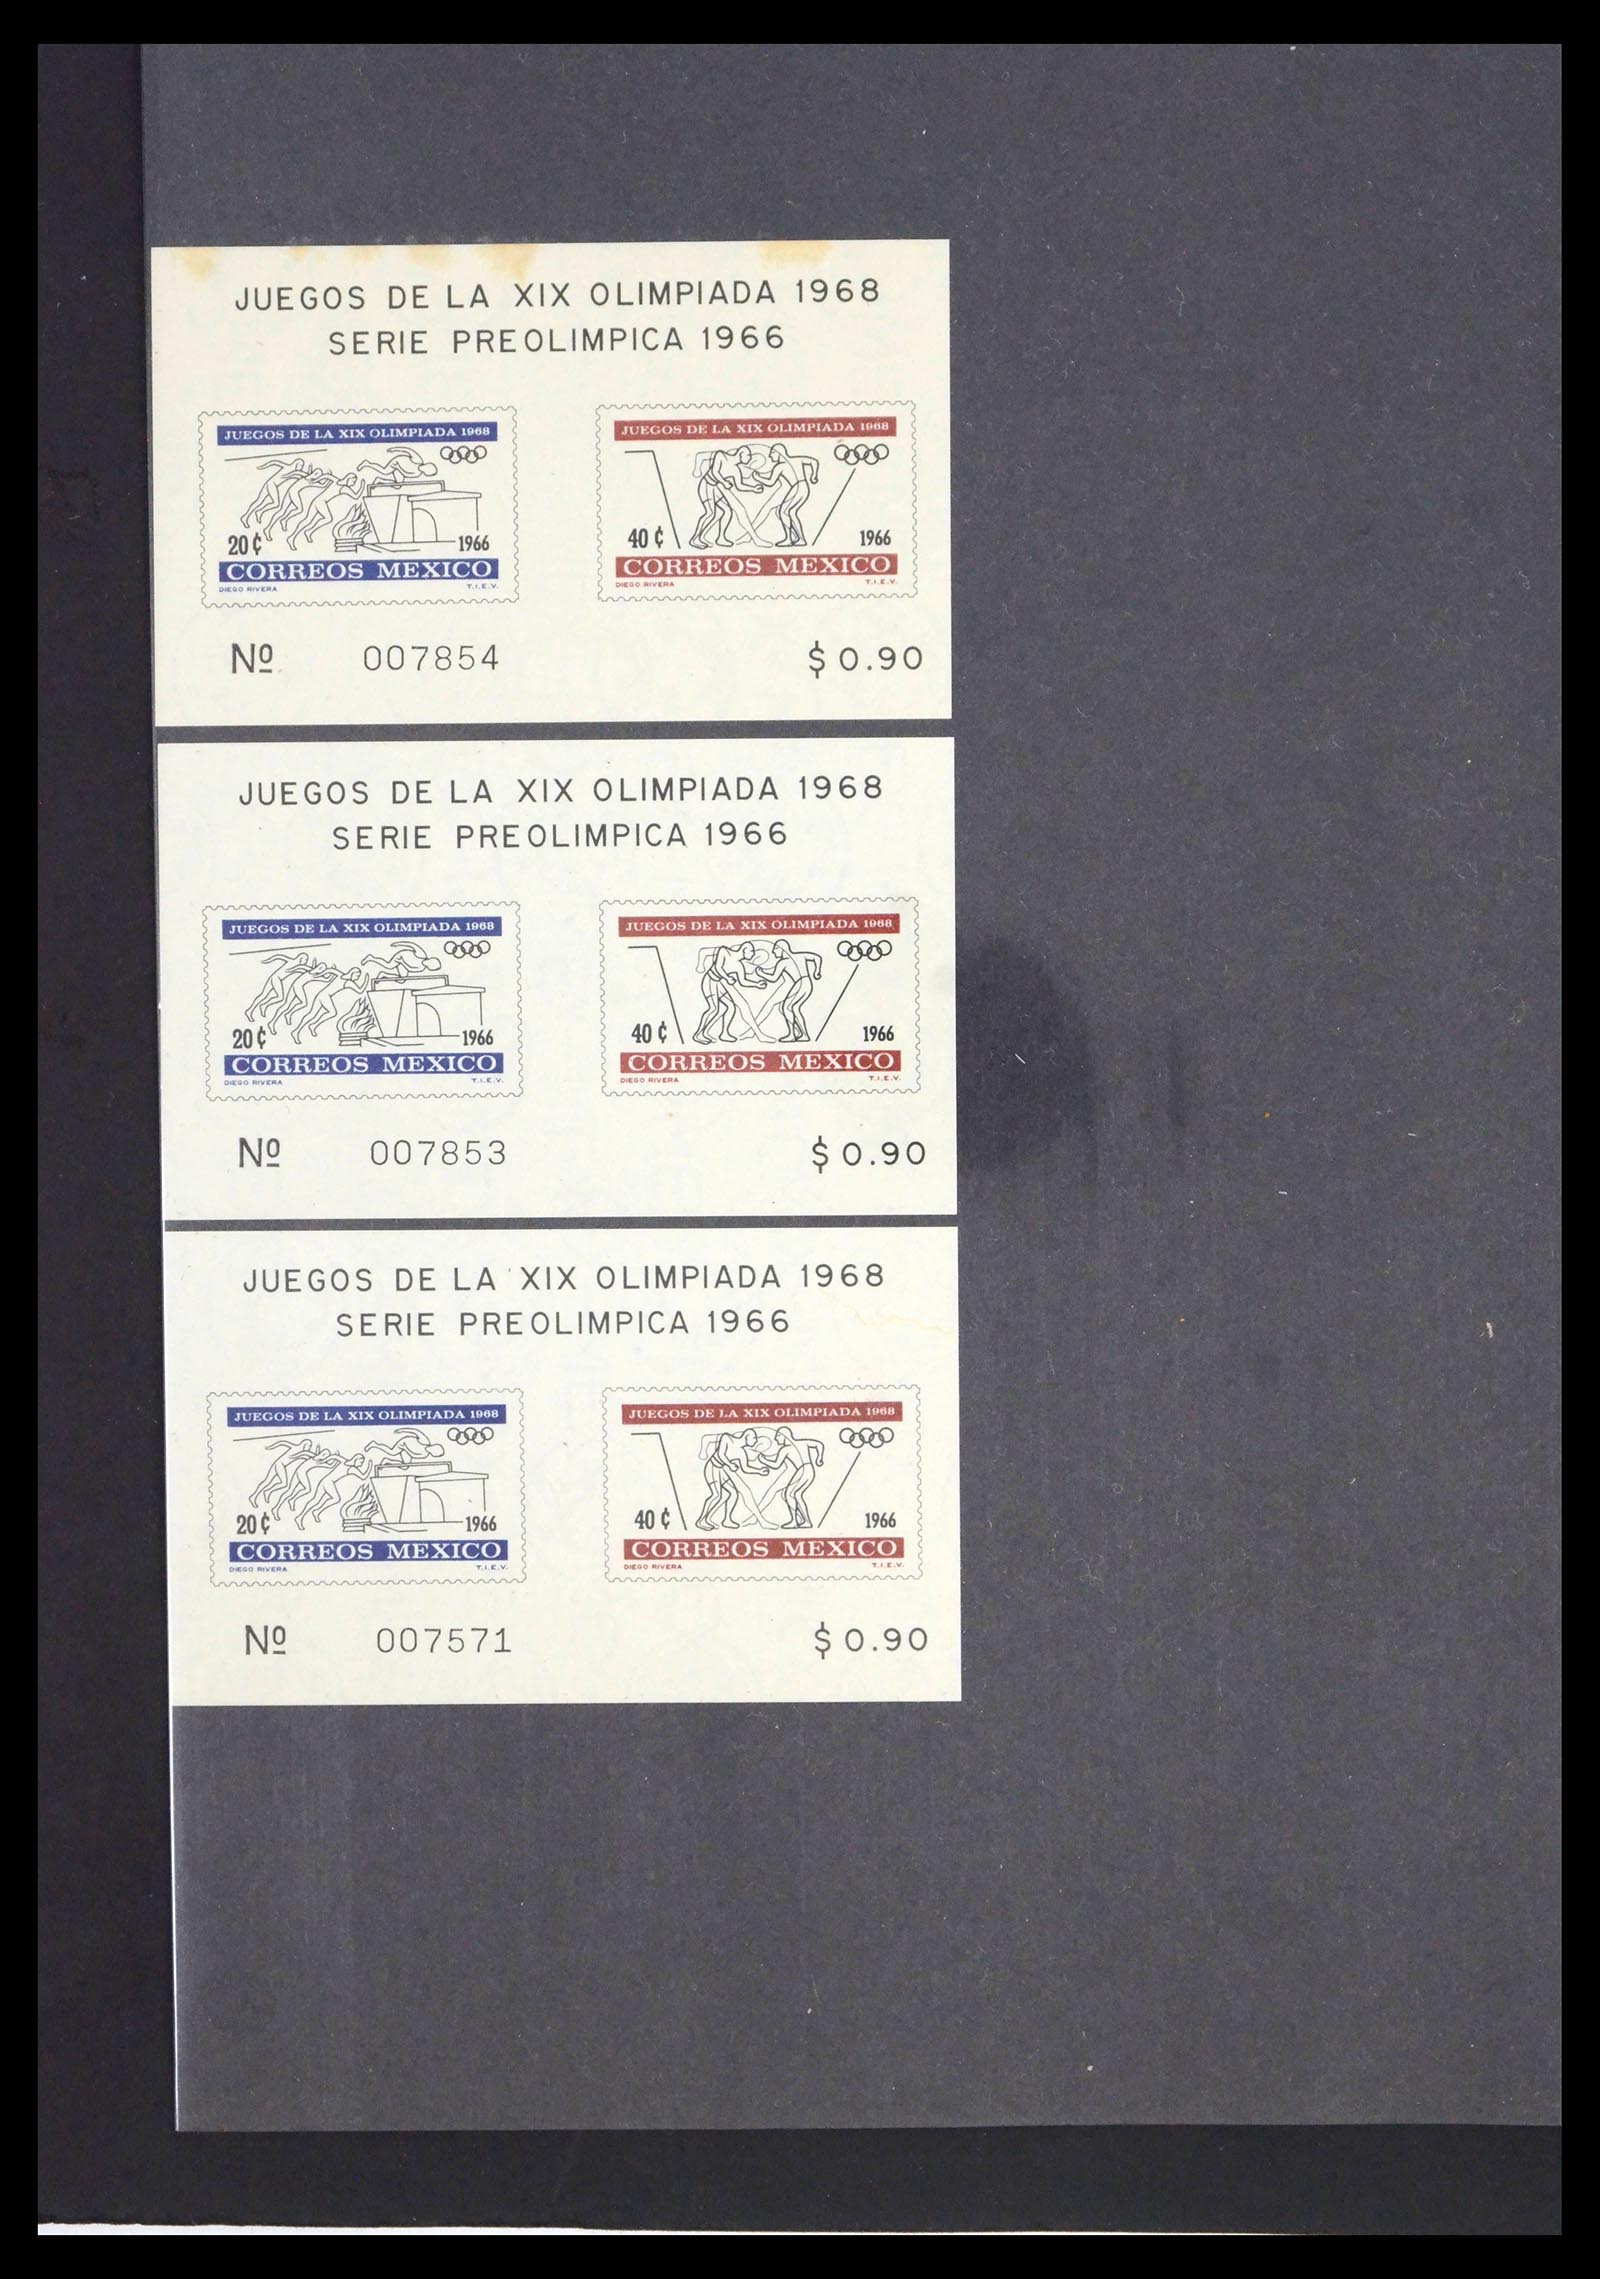 JUEGOS DE LA XIX OLIMPIADA 1968
SERIE PREOLIMPICA 1966
JUEGOS DE LA XIX OLIMPIADA 1968
20 ¢ 1966
CORREOS MEXICO
DIEGO RIVERA T.I.E.V.
JUEGOS DE LA XIX OLIMPIADA 1968
40 ¢ 1966
CORREOS MEXICO
DIEGO RIVERA T.I.E.V.
Nº 007854 $ 0.90
JUEGOS DE LA XIX OLIMPIADA 1968
SERIE PREOLIMPICA 1966
JUEGOS DE LA XIX OLIMPIADA 1968
20 ¢ 1966
CORREOS MEXICO
DIEGO RIVERA T.I.E.V.
JUEGOS DE LA XIX OLIMPIADA 1968
40 ¢ 1966
CORREOS MEXICO
DIEGO RIVERA T.I.E.V.
Nº 007853 $ 0.90
JUEGOS DE LA XIX OLIMPIADA 1968
SERIE PREOLIMPICA 1966
JUEGOS DE LA XIX OLIMPIADA 1968
20 ¢ 1966
CORREOS MEXICO
DIEGO RIVERA T.I.E.V.
JUEGOS DE LA XIX OLIMPIADA 1968
40 ¢ 1966
CORREOS MEXICO
DIEGO RIVERA T.I.E.V.
Nº 007571 $ 0.90